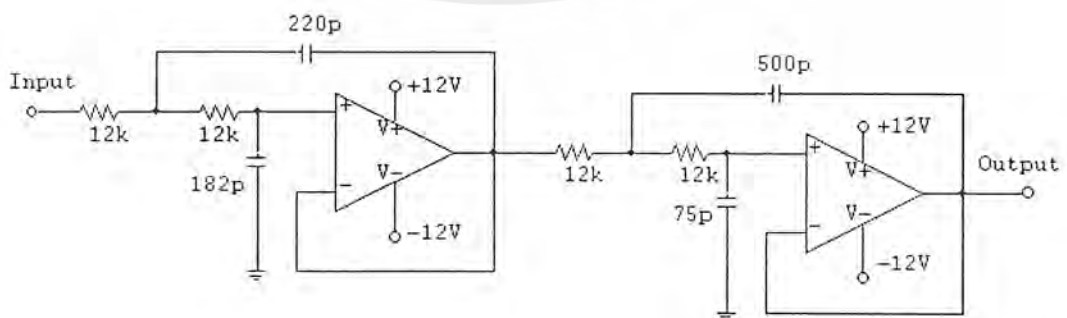 220p
Input
12k
12k
182p
+
−
V+
V−
+12V
−12V
500p
12k
12k
75p
+
−
V+
V−
+12V
−12V
Output